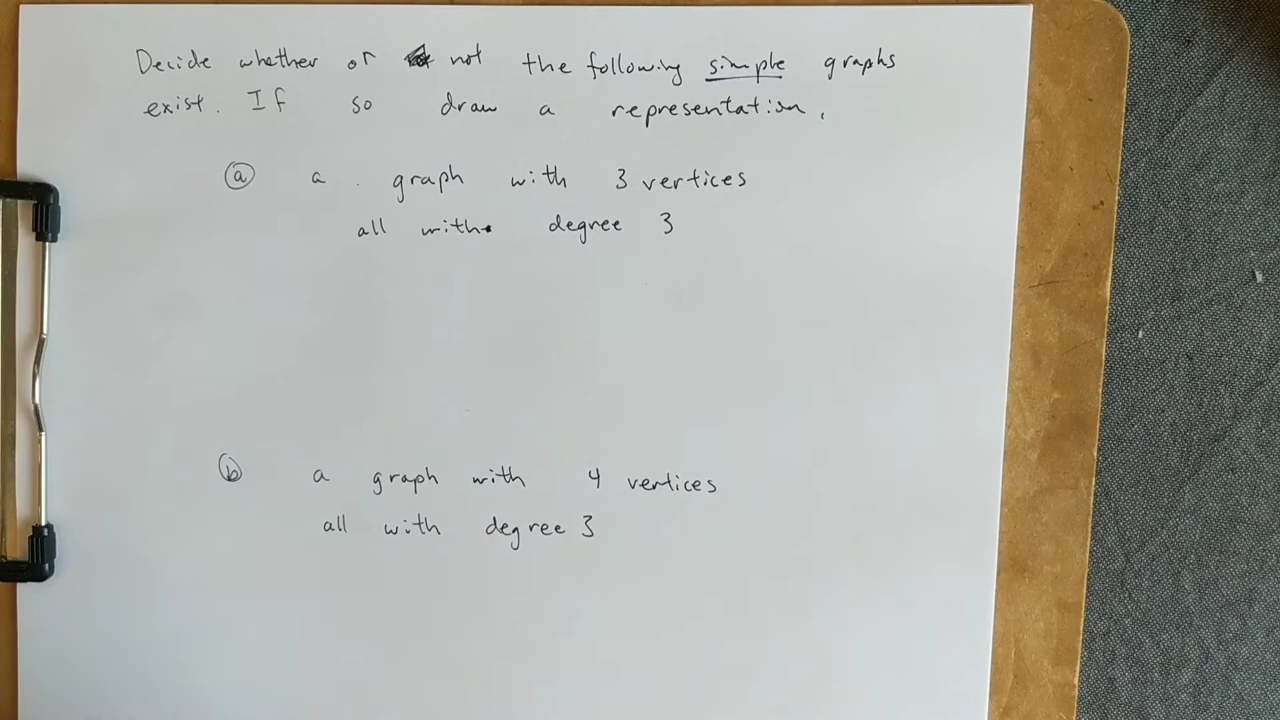 Decide whether or not the following simple graphs
exist. If so draw a representation.
ⓐ a graph with 3 vertices
all with degree 3
ⓑ a graph with 4 vertices
all with degree 3